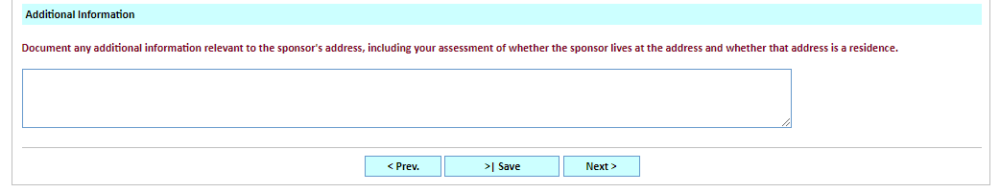 Additional Information
Document any additional information relevant to the sponsor's address, including your assessment of whether the sponsor lives at the address and whether that address is a residence.
< Prev. >| Save Next >